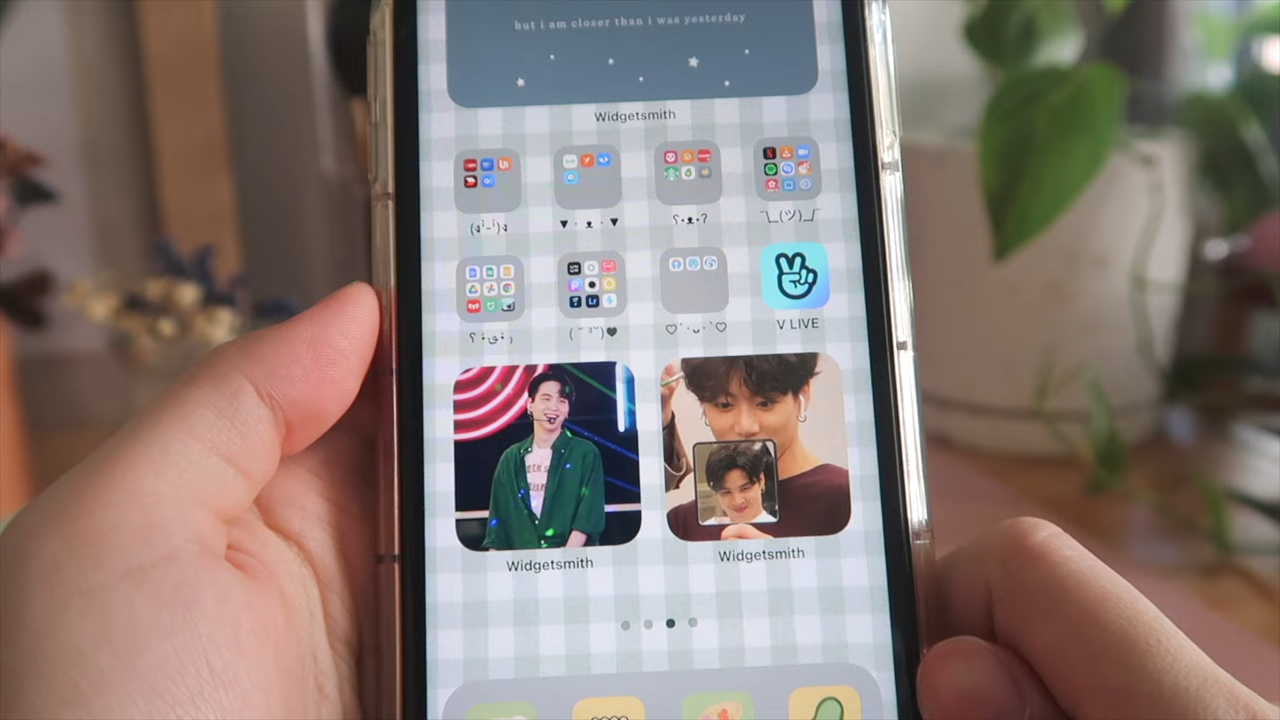 but i am closer than i was yesterday
Widgetsmith
▼・ᴥ・▼
ʕ•ᴥ•ʔ
¯\_(ツ)_/¯
V LIVE
Widgetsmith
Widgetsmith